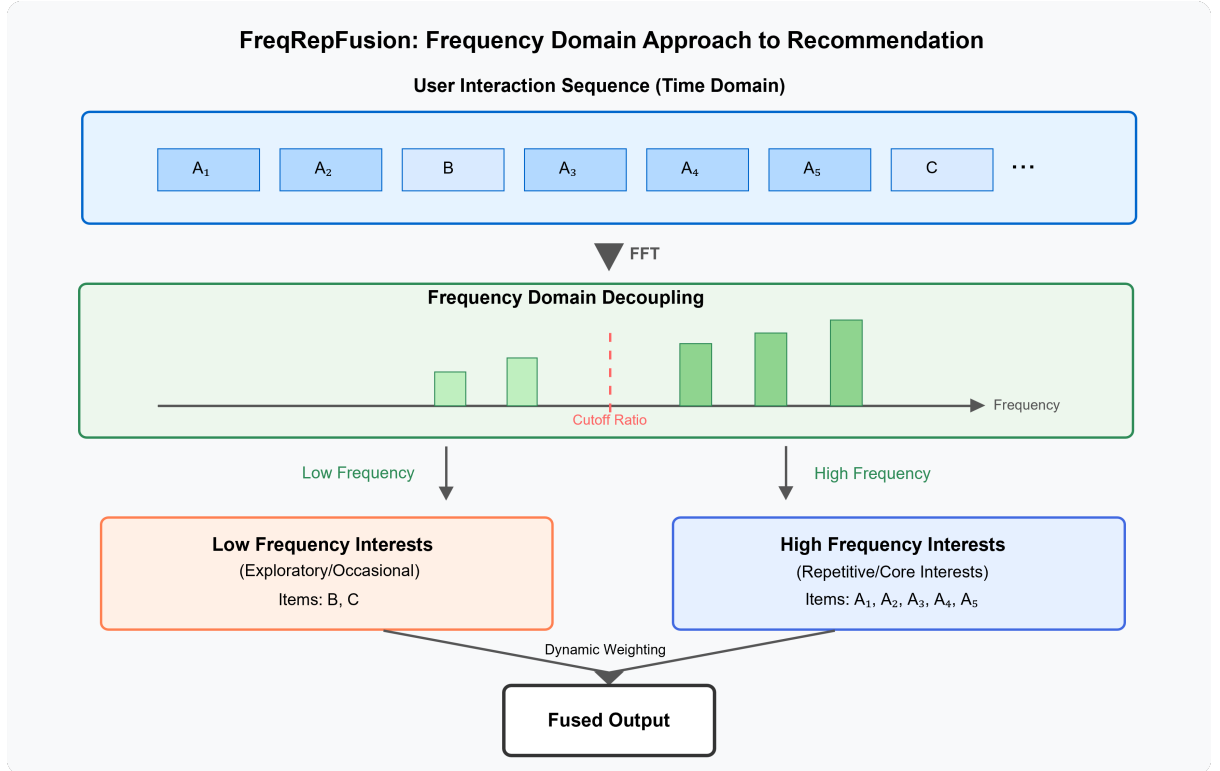 FreqRepFusion: Frequency Domain Approach to Recommendation
User Interaction Sequence (Time Domain)
A₁ A₂ B A₃ A₄ A₅ C ...
FFT
Frequency Domain Decoupling
Frequency
Cutoff Ratio
Low Frequency
High Frequency
Low Frequency Interests
(Exploratory/Occasional)
Items: B, C
High Frequency Interests
(Repetitive/Core Interests)
Items: A₁, A₂, A₃, A₄, A₅
Dynamic Weighting
Fused Output